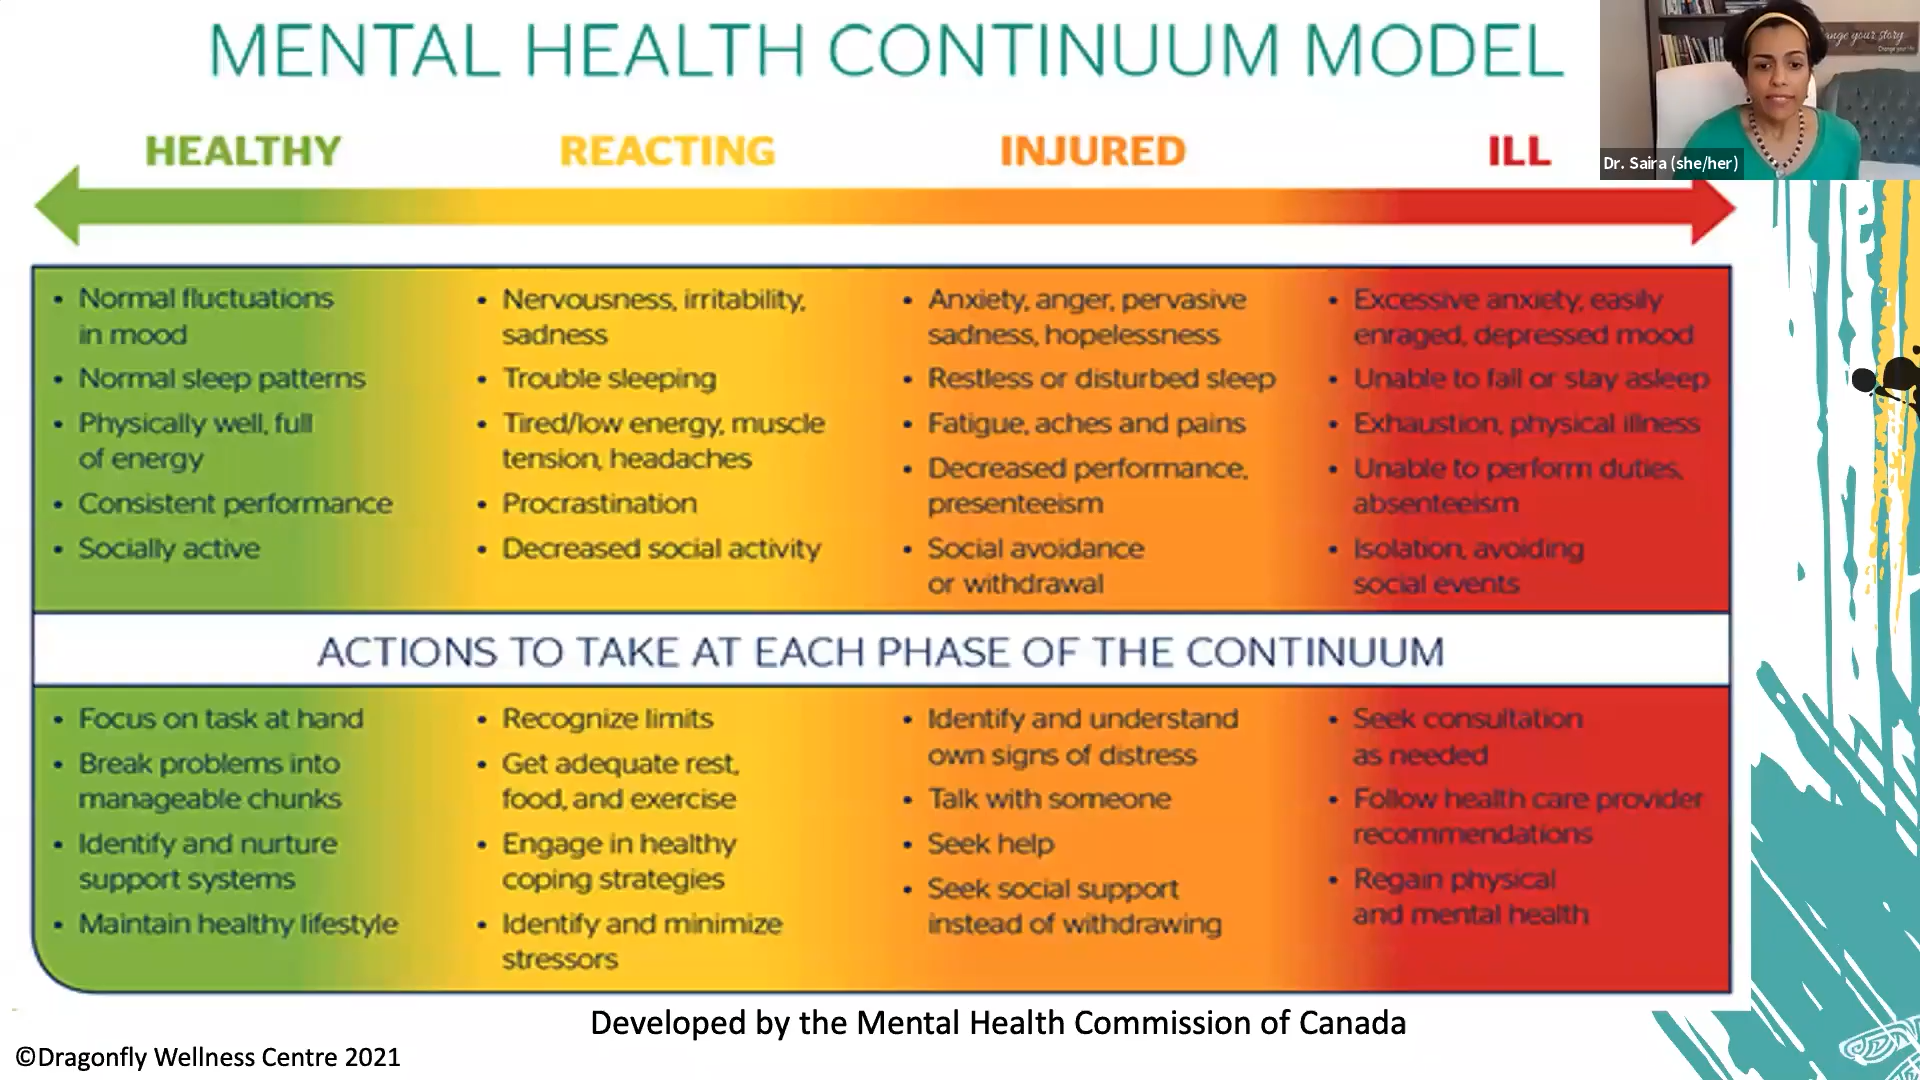 MENTAL HEALTH CONTINUUM MODEL
ange your story
Change your life
Dr. Saira (she/her)
HEALTHY
REACTING
INJURED
ILL
• Normal fluctuations
in mood
• Normal sleep patterns
• Physically well, full
of energy
• Consistent performance
• Socially active
• Nervousness, irritability,
sadness
• Trouble sleeping
• Tired/low energy, muscle
tension, headaches
• Procrastination
• Decreased social activity
• Anxiety, anger, pervasive
sadness, hopelessness
• Restless or disturbed sleep
• Fatigue, aches and pains
• Decreased performance,
presenteeism
• Social avoidance
or withdrawal
• Excessive anxiety, easily
enraged, depressed mood
• Unable to fall or stay asleep
• Exhaustion, physical illness
• Unable to perform duties,
absenteeism
• Isolation, avoiding
social events
ACTIONS TO TAKE AT EACH PHASE OF THE CONTINUUM
• Focus on task at hand
• Break problems into
manageable chunks
• Identify and nurture
support systems
• Maintain healthy lifestyle
• Recognize limits
• Get adequate rest,
food, and exercise
• Engage in healthy
coping strategies
• Identify and minimize
stressors
• Identify and understand
own signs of distress
• Talk with someone
• Seek help
• Seek social support
instead of withdrawing
• Seek consultation
as needed
• Follow health care provider
recommendations
• Regain physical
and mental health
Developed by the Mental Health Commission of Canada
©Dragonfly Wellness Centre 2021